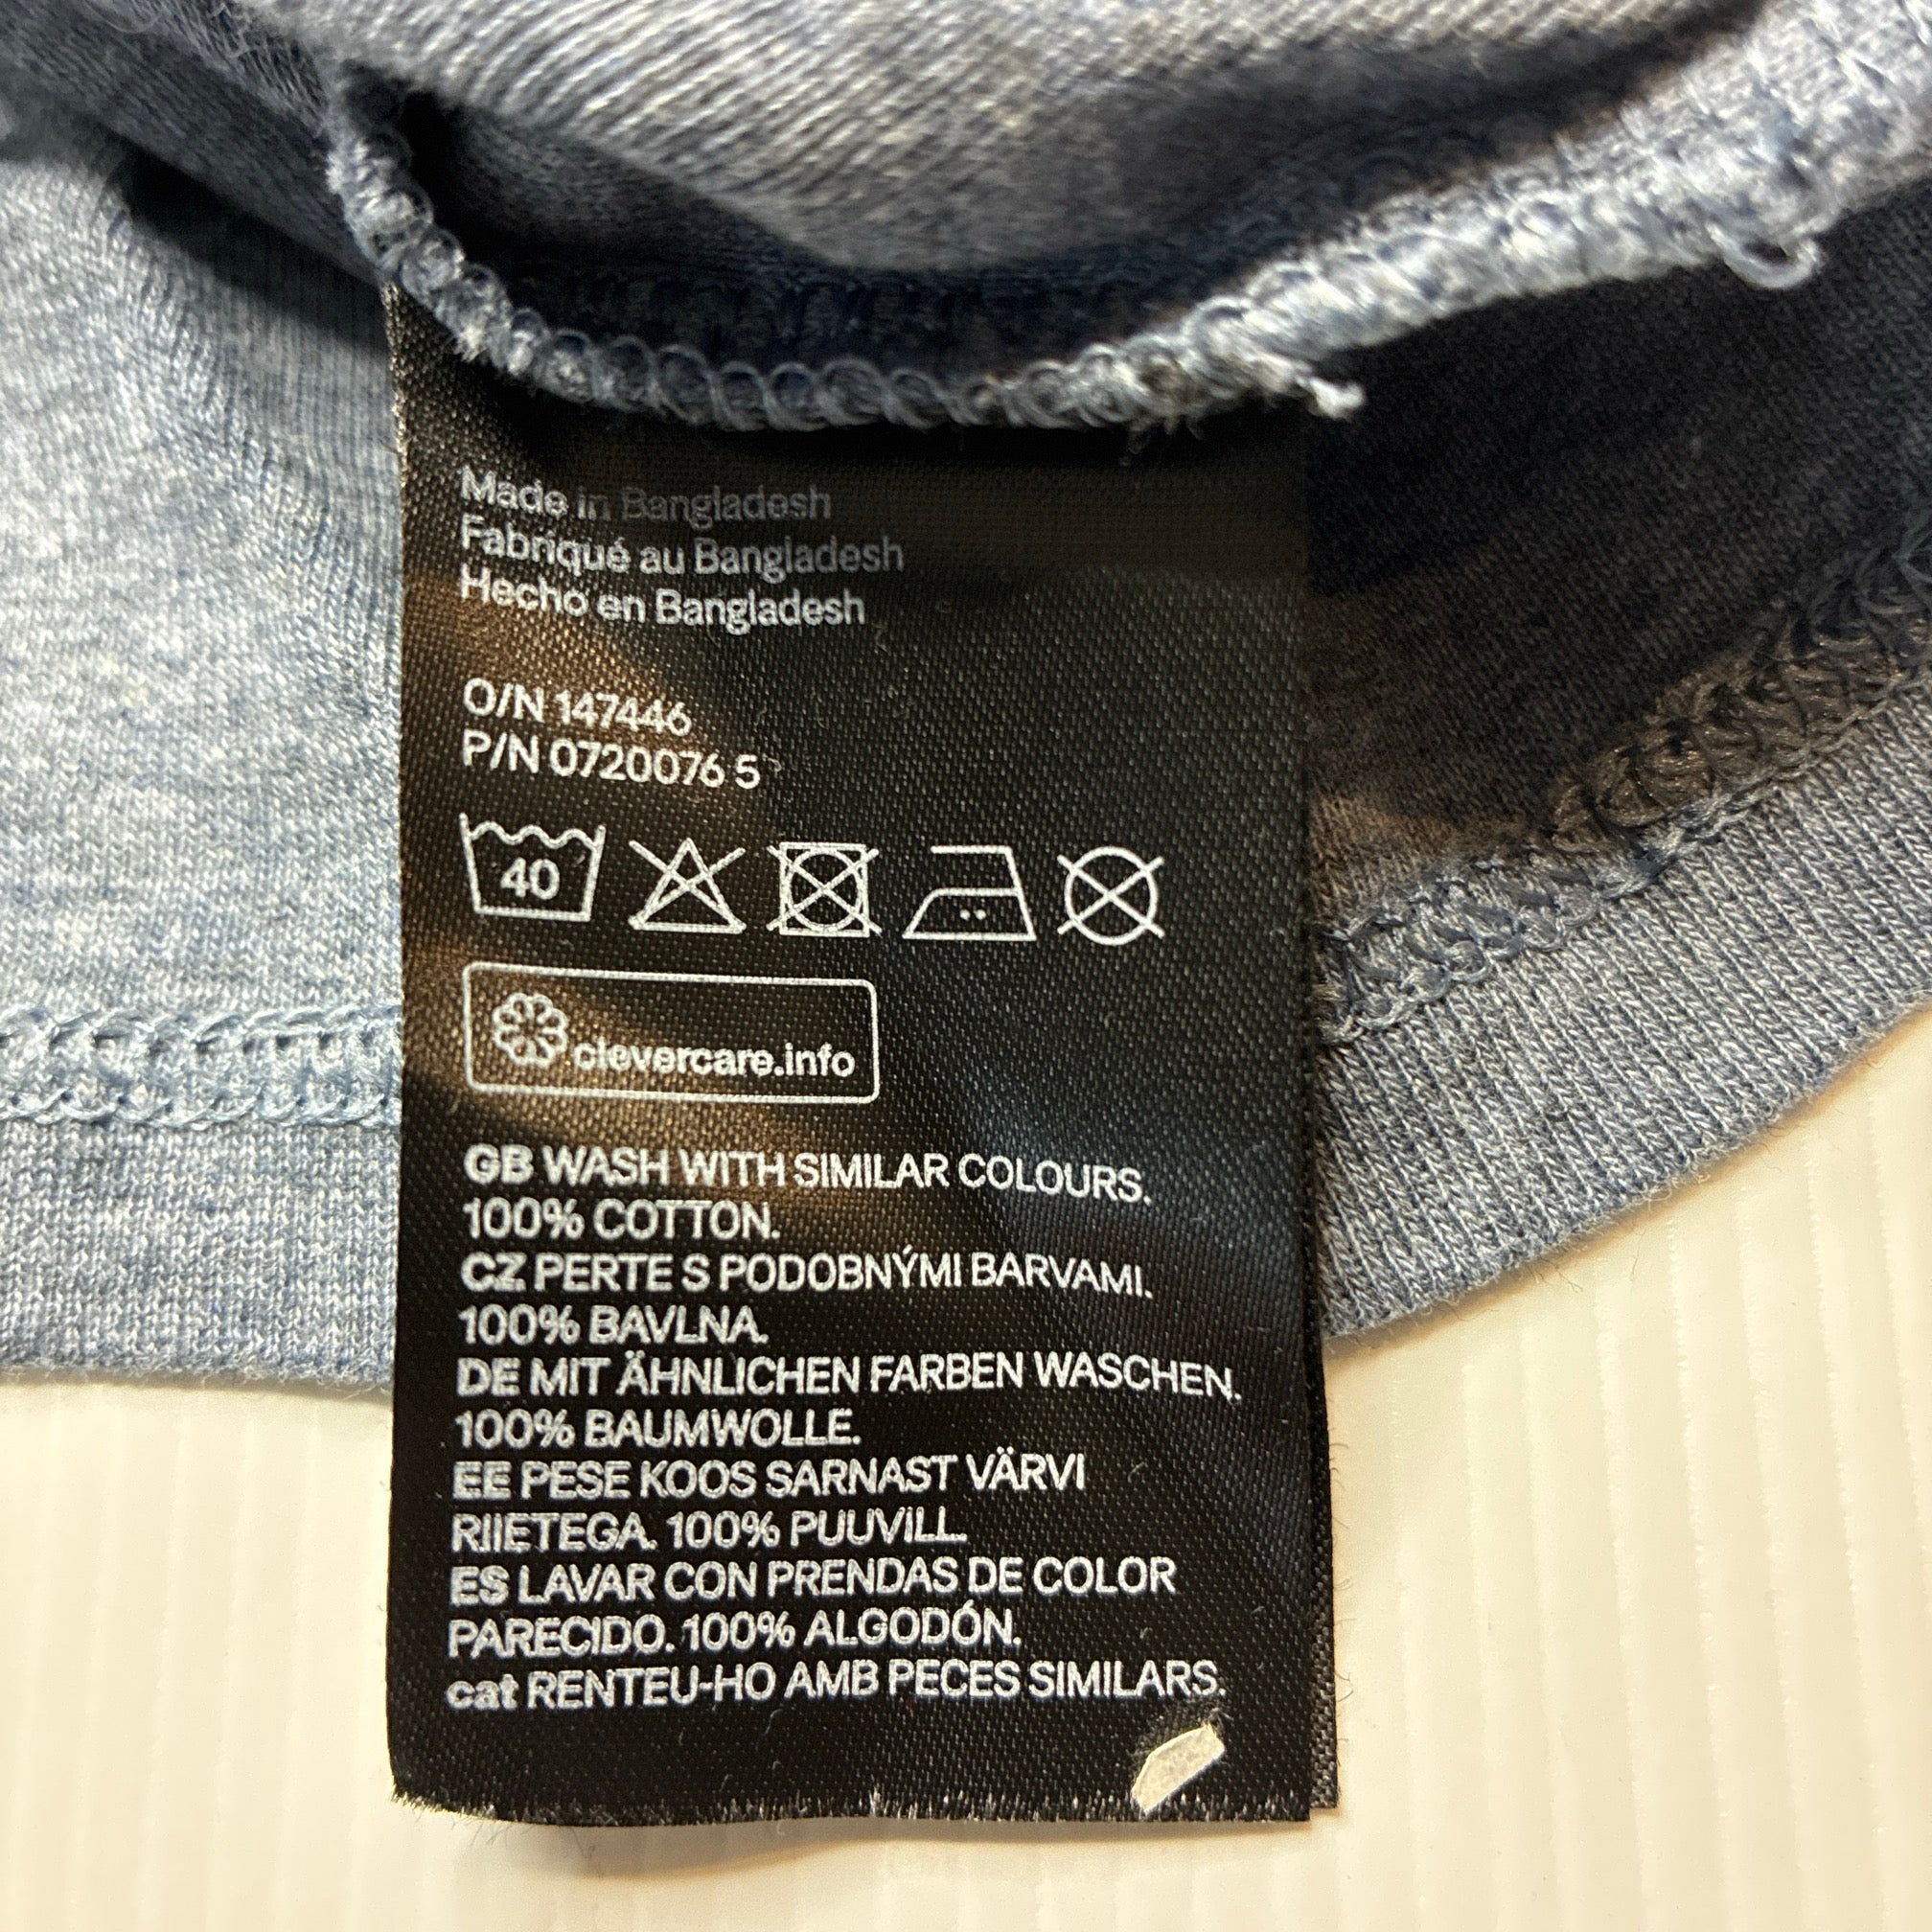 Made in Bangladesh
Fabriqué au Bangladesh
Hecho en Bangladesh
O/N 147446
P/N 0720076 5
40
clevercare.info
GB WASH WITH SIMILAR COLOURS.
100% COTTON.
CZ PERTE S PODOBNÝMI BARVAMI.
100% BAVLNA.
DE MIT ÄHNLICHEN FARBEN WASCHEN.
100% BAUMWOLLE.
EE PESE KOOS SARNAST VÄRVI
RIIETEGA. 100% PUUVILL.
ES LAVAR CON PRENDAS DE COLOR
PARECIDO. 100% ALGODÓN.
cat RENTEU-HO AMB PECES SIMILARS.